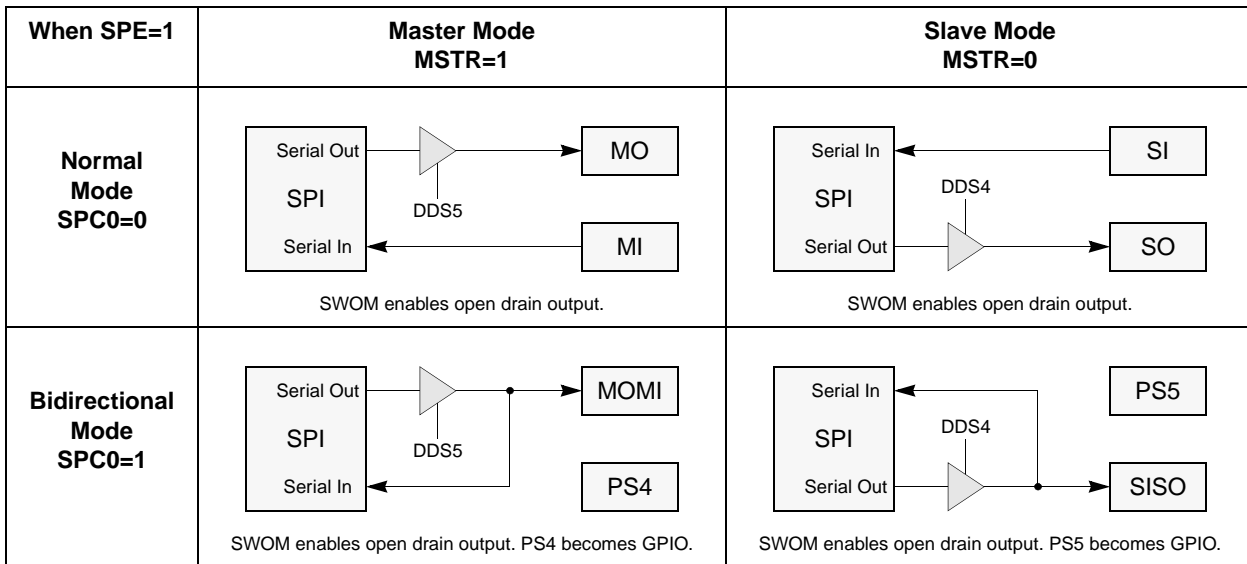 When SPE=1
Master Mode
MSTR=1
Slave Mode
MSTR=0
Normal
Mode
SPC0=0
Serial Out
SPI
Serial In
DDS5
MO
MI
SWOM enables open drain output.
Serial In
SPI
Serial Out
DDS4
SI
SO
SWOM enables open drain output.
Bidirectional
Mode
SPC0=1
Serial Out
SPI
Serial In
DDS5
MOMI
PS4
SWOM enables open drain output. PS4 becomes GPIO.
Serial In
SPI
Serial Out
DDS4
PS5
SISO
SWOM enables open drain output. PS5 becomes GPIO.